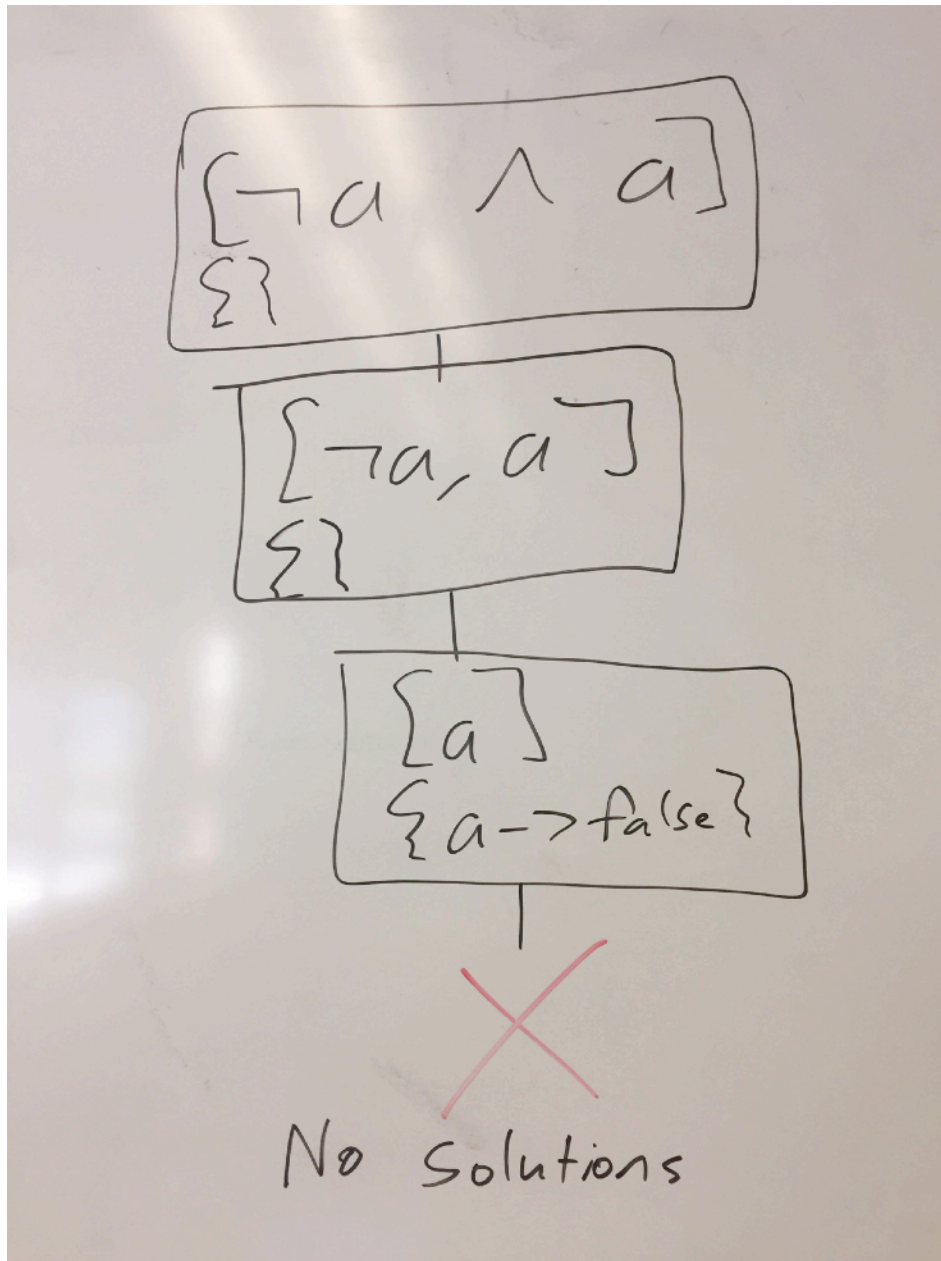 [¬a ∧ a]
{}
[¬a, a]
{}
[a]
{a->false}
No solutions